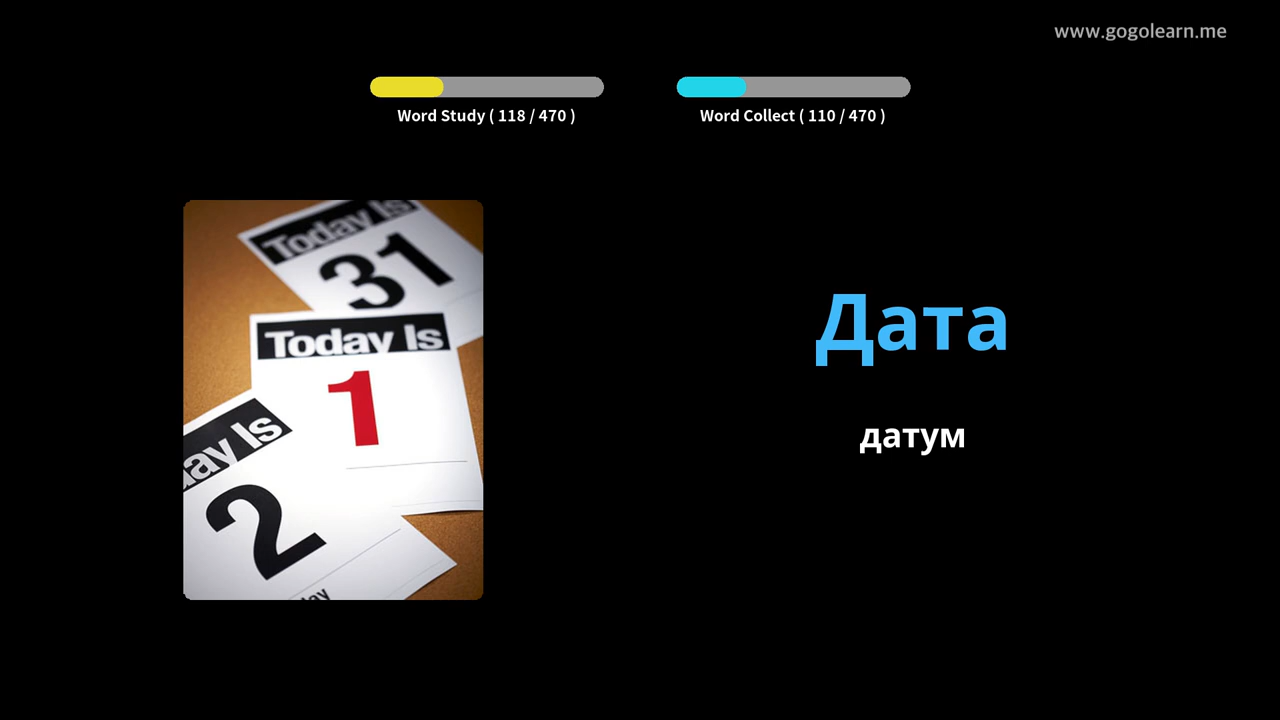 www.gogolearn.me
Word Study ( 118 / 470 )
Word Collect ( 110 / 470 )
Today Is
31
Today Is
1
ay Is
2
Дата
датум